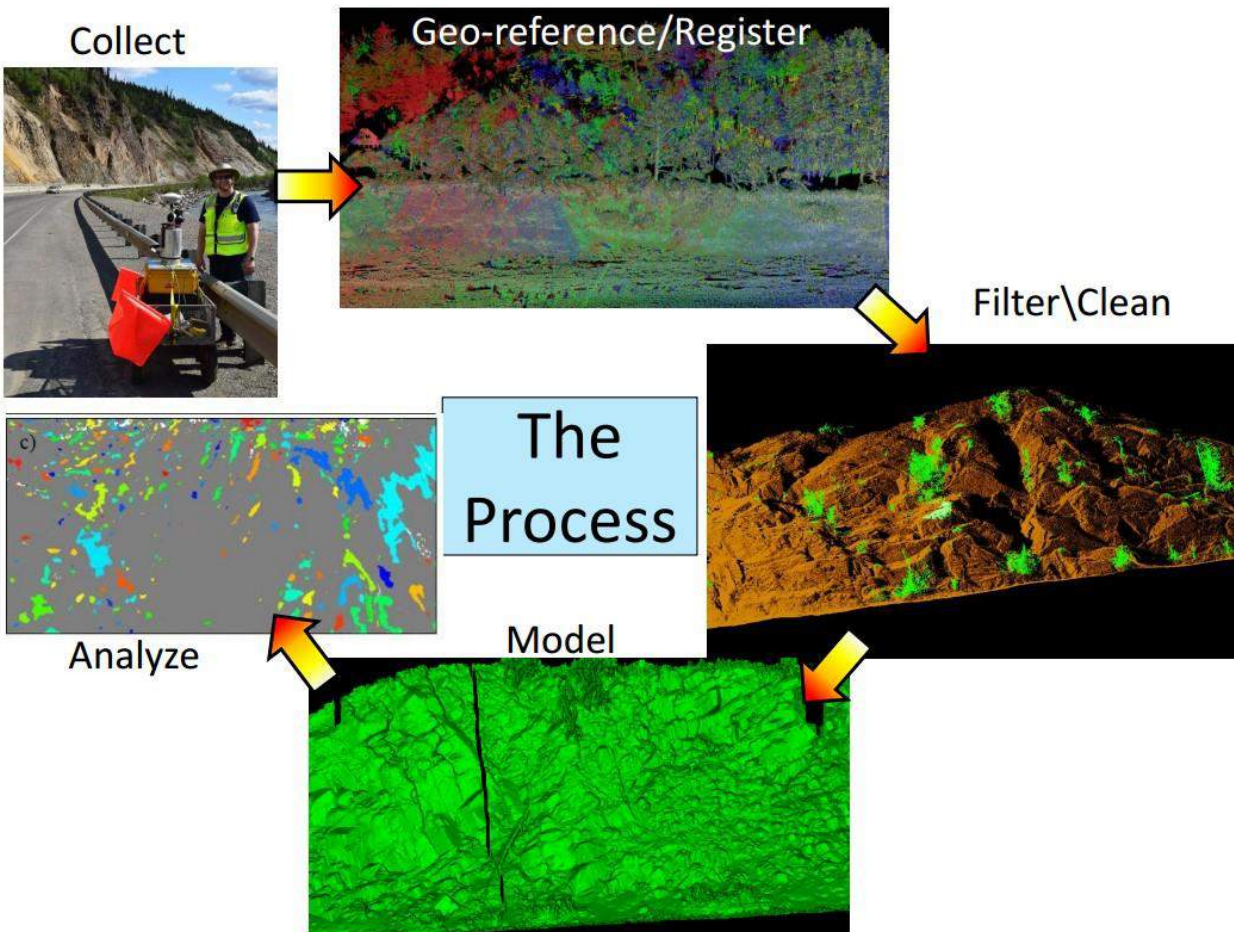 Collect
Geo-reference/Register
Filter\Clean
c)
The
Process
Analyze
Model